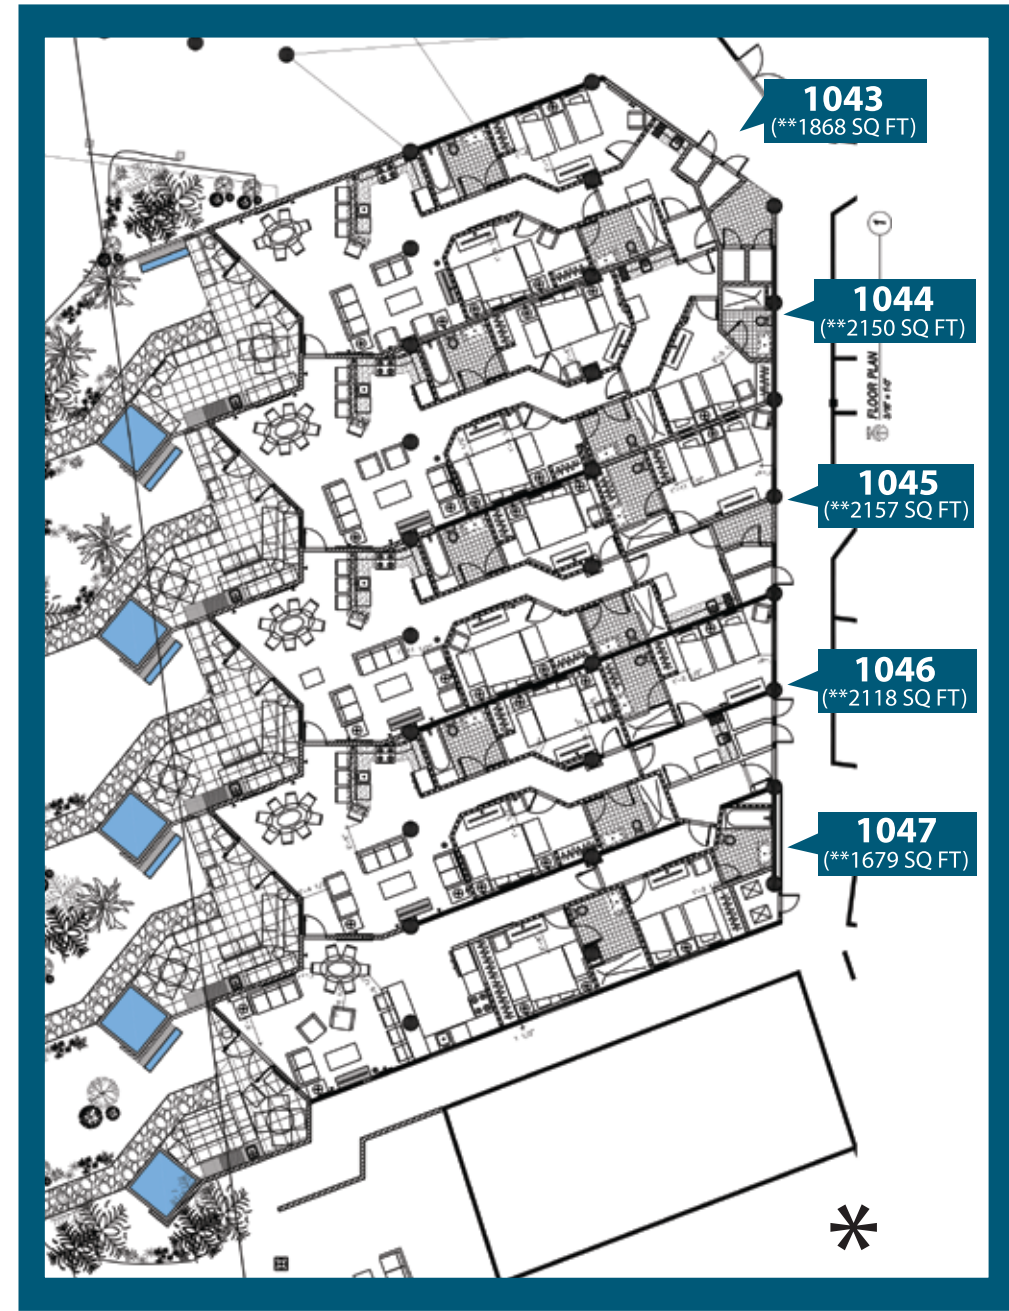 1043
(**1868 SQ FT)
1
1044
(**2150 SQ FT)
FLOOR PLAN
1045
(**2157 SQ FT)
1046
(**2118 SQ FT)
1047
(**1679 SQ FT)
*